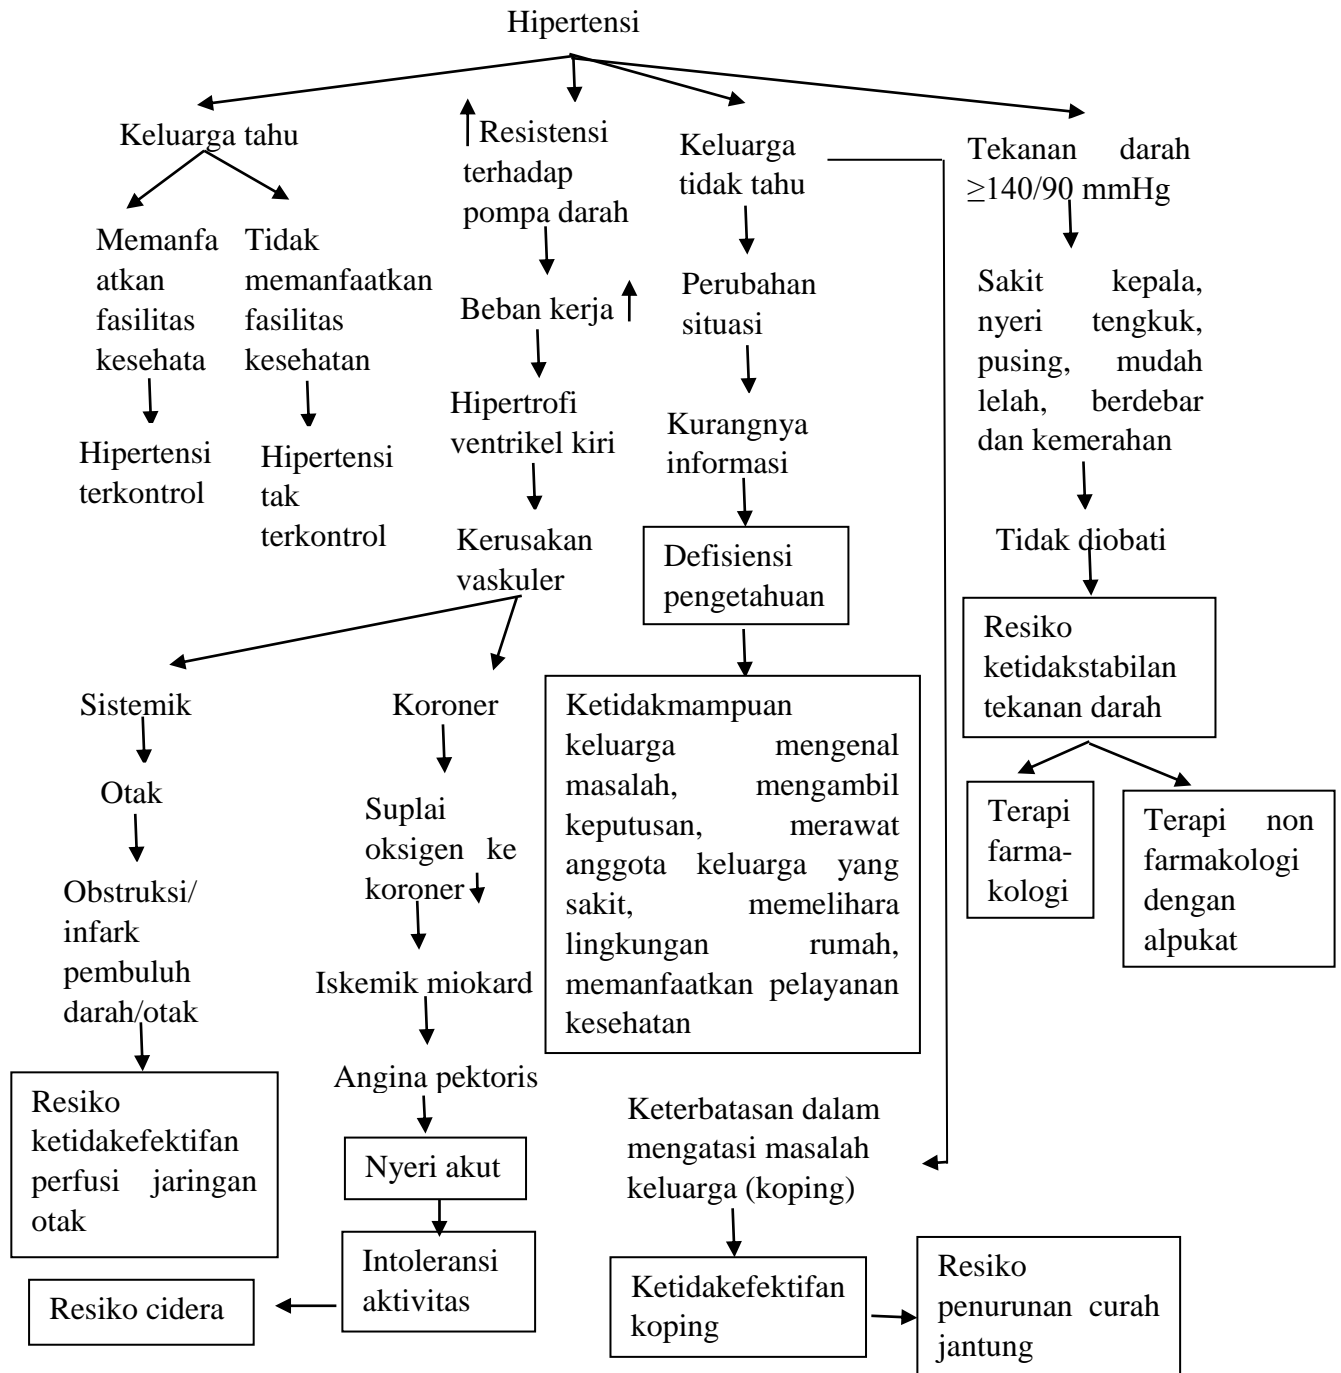 Hipertensi
Keluarga tahu
Resistensi
terhadap
pompa darah
Keluarga
tidak tahu
Tekanan darah
≥140/90 mmHg
Memanfa
atkan
fasilitas
kesehata
Tidak
memanfaatkan
fasilitas
kesehatan
Beban kerja
Perubahan
situasi
Sakit kepala,
nyeri tengkuk,
pusing, mudah
lelah, berdebar
dan kemerahan
Hipertensi
terkontrol
Hipertensi
tak
terkontrol
Hipertrofi
ventrikel kiri
Kurangnya
informasi
Kerusakan
vaskuler
Defisiensi
pengetahuan
Tidak diobati
Resiko
ketidakstabilan
tekanan darah
Sistemik
Koroner
Ketidakmampuan
keluarga mengenal
masalah, mengambil
keputusan, merawat
anggota keluarga yang
sakit, memelihara
lingkungan rumah,
memanfaatkan pelayanan
kesehatan
Terapi
farma-
kologi
Terapi non
farmakologi
dengan
alpukat
Otak
Suplai
oksigen ke
koroner
Obstruksi/
infark
pembuluh
darah/otak
Iskemik miokard
Angina pektoris
Resiko
ketidakefektifan
perfusi jaringan
otak
Nyeri akut
Keterbatasan dalam
mengatasi masalah
keluarga (koping)
Intoleransi
aktivitas
Resiko cidera
Ketidakefektifan
koping
Resiko
penurunan curah
jantung